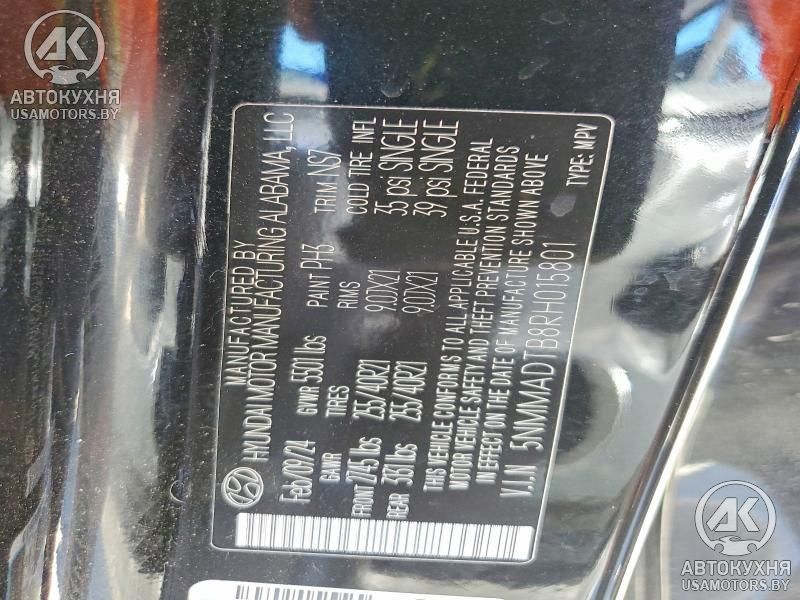 MANUFACTURED BY
HYUNDAI MOTOR MANUFACTURING ALABAMA, LLC
Feb/09/24 GVWR 5501 lbs PAINT PH3 TRIM NS7
GAWR TIRES RIMS COLD TIRE INFL
FRONT 2745 lbs 255/40R21 9.0JX21 35 psi SINGLE
REAR 3161 lbs 255/40R21 9.0JX21 39 psi SINGLE
THIS VEHICLE CONFORMS TO ALL APPLICABLE U.S.A. FEDERAL
MOTOR VEHICLE SAFETY AND THEFT PREVENTION STANDARDS
IN EFFECT ON THE DATE OF MANUFACTURE SHOWN ABOVE
V.I.N 5NMMADTB8RH015801 TYPE: MPV
АК
АВТОКУХНЯ
USAMOTORS.BY
АК
АВТОКУХНЯ
USAMOTORS.BY